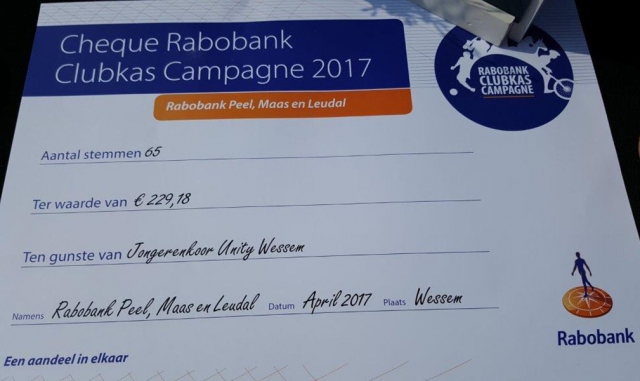 Cheque Rabobank
Clubkas Campagne 2017
Rabobank Peel, Maas en Leudal
RABOBANK
CLUBKAS
CAMPAGNE
Aantal stemmen 65
Ter waarde van € 229,18
Ten gunste van Jongerenkoor Unity Wessem
Namens Rabobank Peel, Maas en Leudal Datum April 2017 Plaats Wessem
Rabobank
Een aandeel in elkaar